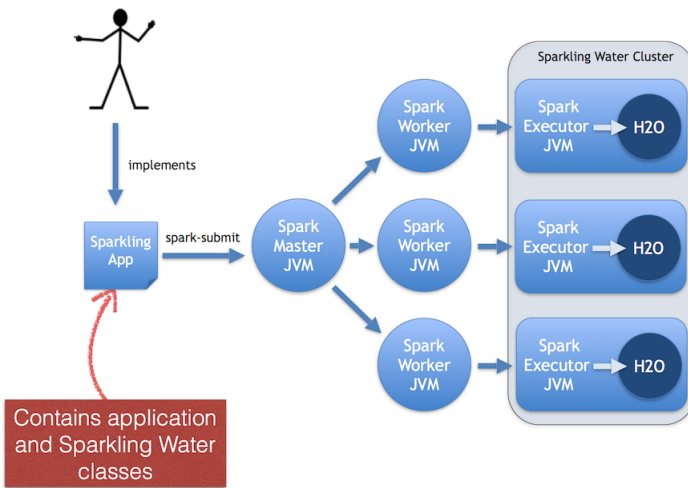 Sparkling Water Cluster
implements
Sparkling
App
spark-submit
Spark
Master
JVM
Spark
Worker
JVM
Spark
Executor
JVM
H2O
Spark
Worker
JVM
Spark
Executor
JVM
H2O
Spark
Worker
JVM
Spark
Executor
JVM
H2O
Contains application
and Sparkling Water
classes